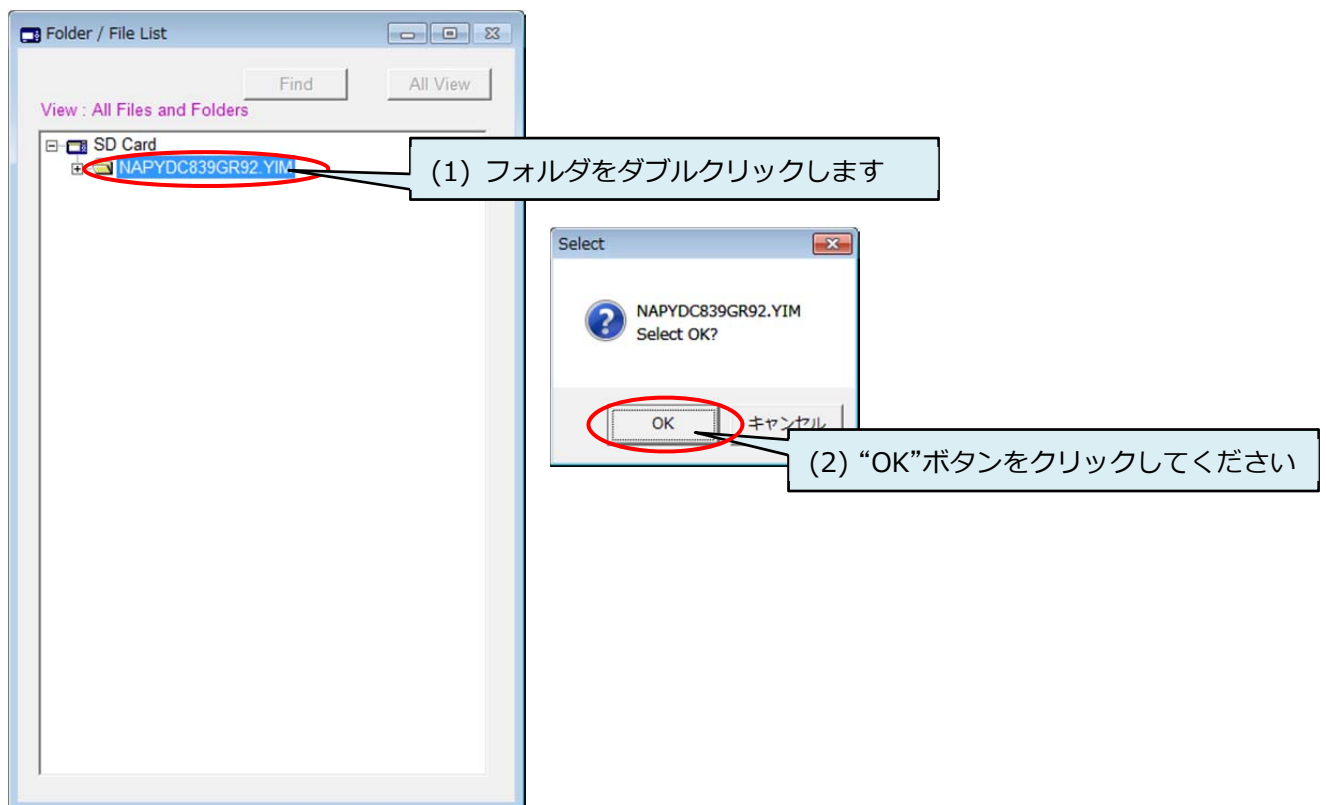 Folder / File List
Find
All View
View : All Files and Folders
SD Card
NAPYDC839GR92.YIM
(1) フォルダをダブルクリックします
Select
NAPYDC839GR92.YIM
Select OK?
OK
キャンセル
(2) “OK”ボタンをクリックしてください